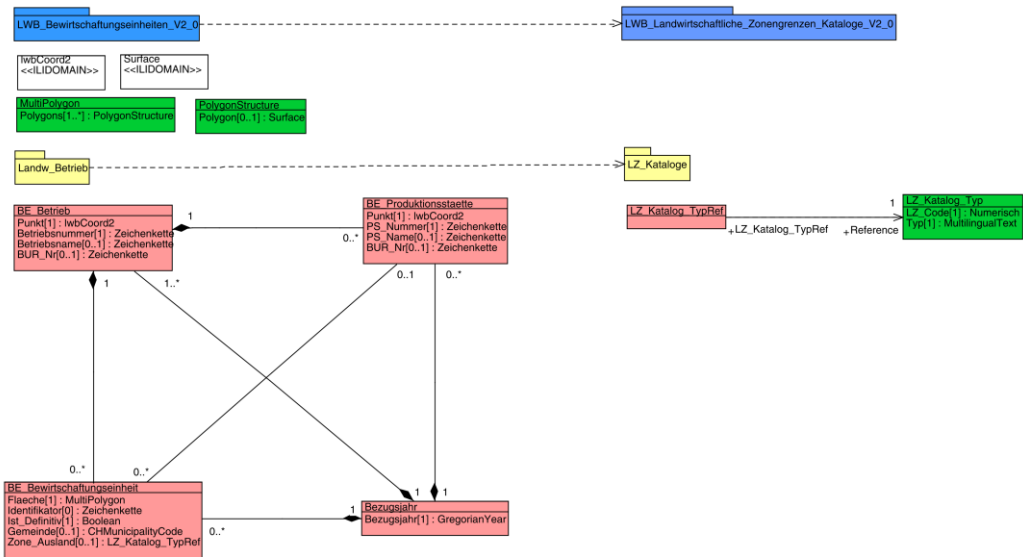 LWB_Bewirtschaftungseinheiten_V2_0
LWB_Landwirtschaftliche_Zonengrenzen_Kataloge_V2_0
lwbCoord2
<<ILIDOMAIN>>
Surface
<<ILIDOMAIN>>
MultiPolygon
Polygons[1..*] : PolygonStructure
PolygonStructure
Polygon[0..1] : Surface
Landw_Betrieb
LZ_Kataloge
BE_Betrieb
Punkt[1] : lwbCoord2
Betriebsnummer[1] : Zeichenkette
Betriebsname[0..1] : Zeichenkette
BUR_Nr[0..1] : Zeichenkette
1
0..*
BE_Produktionsstaette
Punkt[1] : lwbCoord2
PS_Nummer[1] : Zeichenkette
PS_Name[0..1] : Zeichenkette
BUR_Nr[0..1] : Zeichenkette
LZ_Katalog_TypRef
+LZ_Katalog_TypRef
+Reference
1
LZ_Katalog_Typ
LZ_Code[1] : Numerisch
Typ[1] : MultilingualText
1
1..*
0..1
0..*
0..*
0..*
BE_Bewirtschaftungseinheit
Flaeche[1] : MultiPolygon
Identifikator[0] : Zeichenkette
Ist_Definitiv[1] : Boolean
Gemeinde[0..1] : CHMunicipalityCode
Zone_Ausland[0..1] : LZ_Katalog_TypRef
0..*
1
1
1
Bezugsjahr
Bezugsjahr[1] : GregorianYear